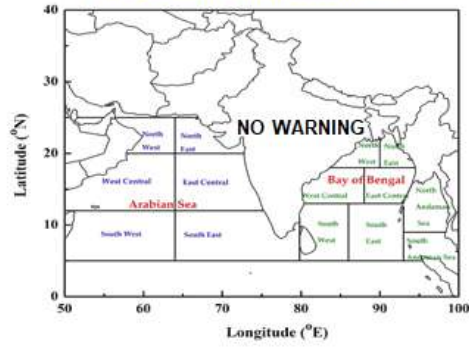 40
30
20
10
0
Latitude (°N)
NO WARNING
North
West
North
East
North
West
North
East
West Central
East Central
Arabian Sea
Bay of Bengal
West Central
East Central
North
Andaman
Sea
South West
South East
South
West
South
East
South
Andaman Sea
50
60
70
80
90
100
Longitude (°E)